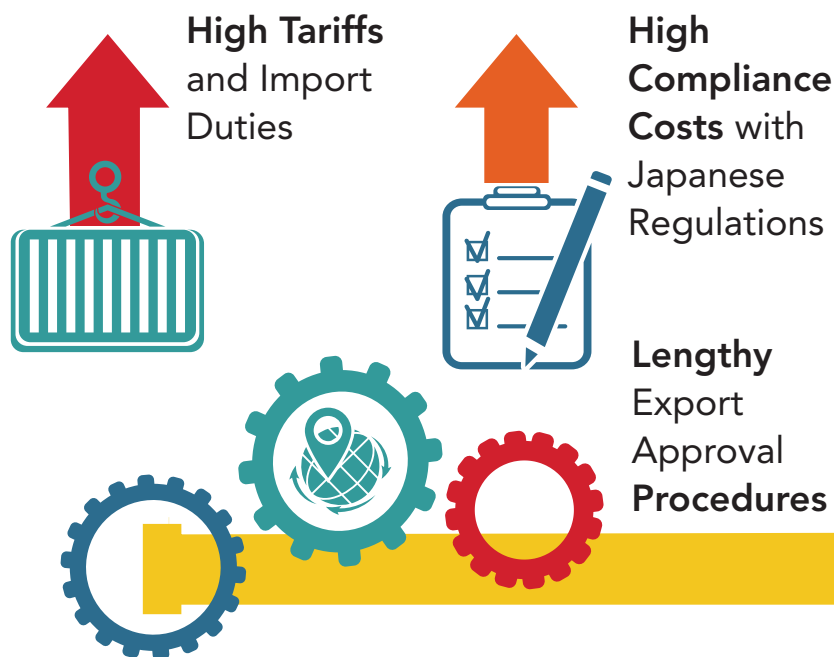 High Tariffs
and Import
Duties
High
Compliance
Costs with
Japanese
Regulations
Lengthy
Export
Approval
Procedures